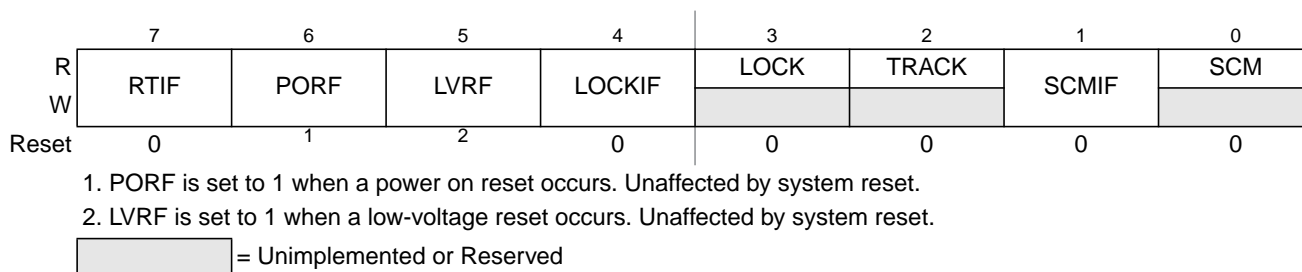 7 6 5 4 3 2 1 0
R RTIF PORF LVRF LOCKIF LOCK TRACK SCMIF SCM
W
Reset 0 1 2 0 0 0 0 0
1. PORF is set to 1 when a power on reset occurs. Unaffected by system reset.
2. LVRF is set to 1 when a low-voltage reset occurs. Unaffected by system reset.
= Unimplemented or Reserved